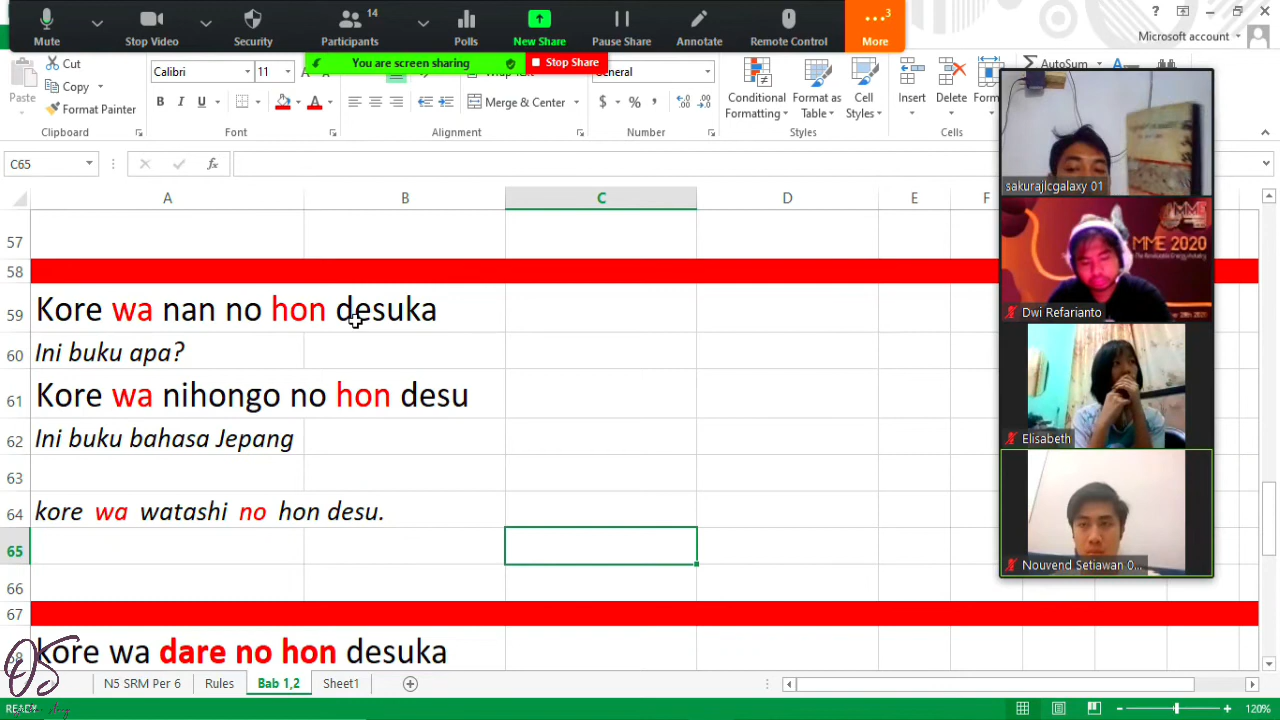 14
3
Mute
Stop Video
Security
Participants
Polls
New Share
Pause Share
Annotate
Remote Control
More
You are screen sharing
Stop Share
Microsoft account
Paste
Cut
Copy
Format Painter
Clipboard
Calibri
11
B I U
Font
Merge & Center
Alignment
General
$ % ,
Number
Conditional Formatting
Format as Table
Cell Styles
Styles
Insert
Delete
Cells
AutoSum
C65
fx
A B C D E F
57
58
59 Kore wa nan no hon desuka
60 Ini buku apa?
61 Kore wa nihongo no hon desu
62 Ini buku bahasa Jepang
63
64 kore wa watashi no hon desu.
65
66
67
kore wa dare no hon desuka
sakurajlcgalaxy 01
MME
MME 2020
Dwi Refarianto
Elisabeth
Nouvend Setiawan 0...
N5 SRM Per 6
Rules
Bab 1,2
Sheet1
READY
120%